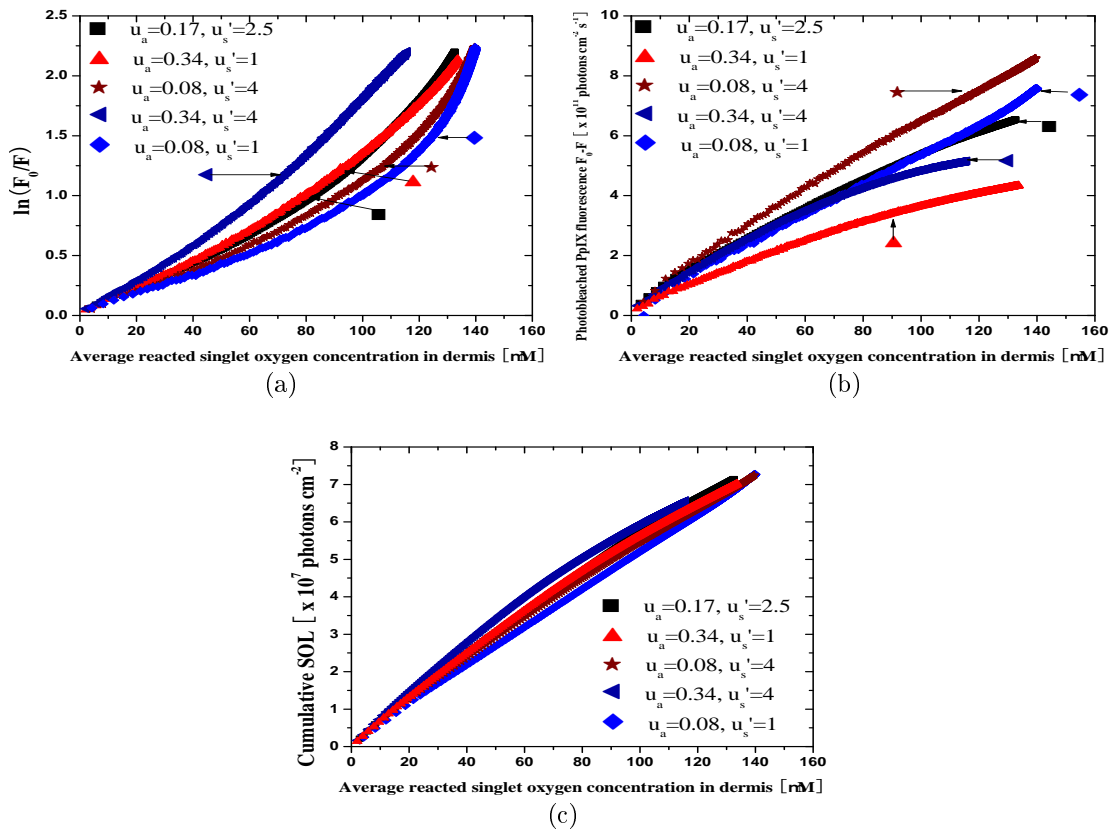 2.5
2.0
1.5
1.0
0.5
0.0
ln(F₀/F)
uₐ=0.17, uₛ'=2.5
uₐ=0.34, uₛ'=1
uₐ=0.08, uₛ'=4
uₐ=0.34, uₛ'=4
uₐ=0.08, uₛ'=1
0 20 40 60 80 100 120 140 160
Average reacted singlet oxygen concentration in dermis [mM]
(a)
10
8
6
4
2
0
Photobleached PpIX fluorescence F₀-F [ x 10¹¹ photons cm⁻² s⁻¹]
uₐ=0.17, uₛ'=2.5
uₐ=0.34, uₛ'=1
uₐ=0.08, uₛ'=4
uₐ=0.34, uₛ'=4
uₐ=0.08, uₛ'=1
0 20 40 60 80 100 120 140 160
Average reacted singlet oxygen concentration in dermis [mM]
(b)
8
7
6
5
4
3
2
1
0
Cumulative SOL [ x 10⁷ photons cm⁻²]
uₐ=0.17, uₛ'=2.5
uₐ=0.34, uₛ'=1
uₐ=0.08, uₛ'=4
uₐ=0.34, uₛ'=4
uₐ=0.08, uₛ'=1
0 20 40 60 80 100 120 140 160
Average reacted singlet oxygen concentration in dermis [mM]
(c)